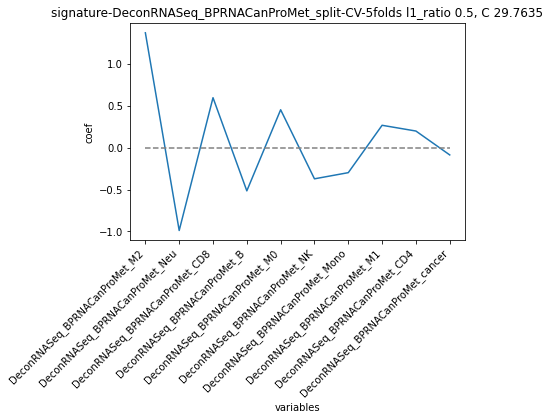 signature-DeconRNASeq_BPRNACanProMet_split-CV-5folds l1_ratio 0.5, C 29.7635
coef
1.0
0.5
0.0
−0.5
−1.0
DeconRNASeq_BPRNACanProMet_M2
DeconRNASeq_BPRNACanProMet_Neu
DeconRNASeq_BPRNACanProMet_CD8
DeconRNASeq_BPRNACanProMet_B
DeconRNASeq_BPRNACanProMet_M0
DeconRNASeq_BPRNACanProMet_NK
DeconRNASeq_BPRNACanProMet_Mono
DeconRNASeq_BPRNACanProMet_M1
DeconRNASeq_BPRNACanProMet_CD4
DeconRNASeq_BPRNACanProMet_cancer
variables